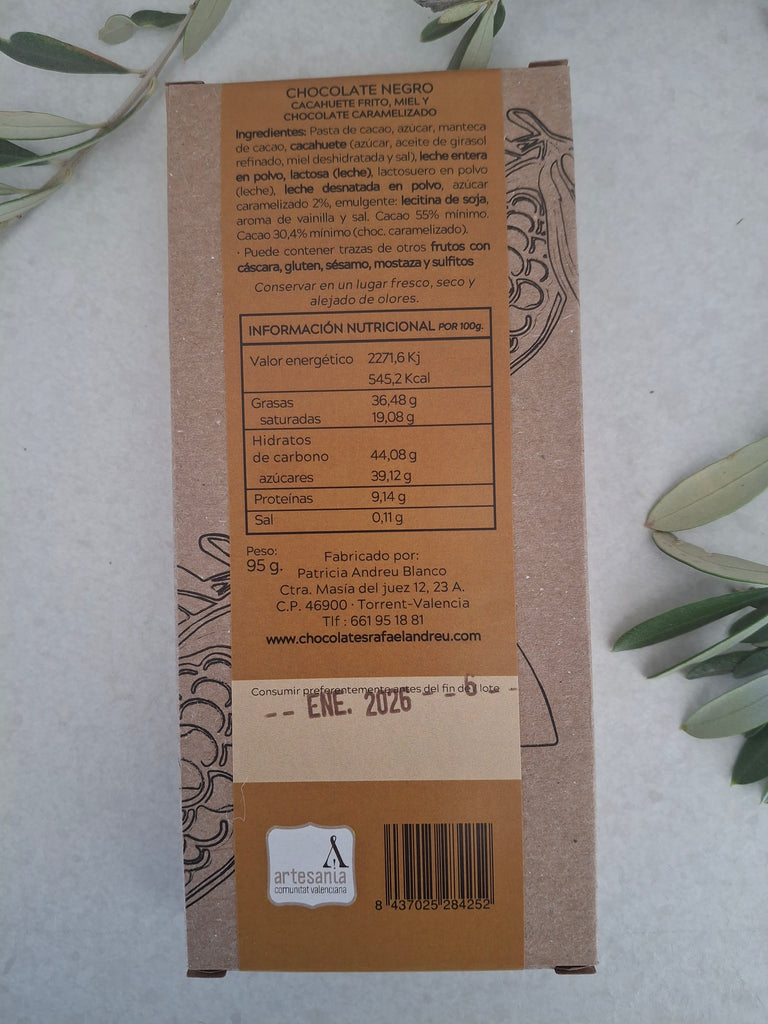 CHOCOLATE NEGRO
CACAHUETE FRITO, MIEL Y
CHOCOLATE CARAMELIZADO
Ingredientes: Pasta de cacao, azúcar, manteca
de cacao, cacahuete (azúcar, aceite de girasol
refinado, miel deshidratada y sal), leche entera
en polvo, lactosa (leche), lactosuero en polvo
(leche), leche desnatada en polvo, azúcar
caramelizado 2%, emulgente: lecitina de soja,
aroma de vainilla y sal. Cacao 55% mínimo.
Cacao 30,4% mínimo (choc. caramelizado).
· Puede contener trazas de otros frutos con
cáscara, gluten, sésamo, mostaza y sulfitos
Conservar en un lugar fresco, seco y
alejado de olores.
INFORMACIÓN NUTRICIONAL POR 100g.
Valor energético 2271,6 Kj
545,2 Kcal
Grasas 36,48 g
saturadas 19,08 g
Hidratos
de carbono 44,08 g
azúcares 39,12 g
Proteínas 9,14 g
Sal 0,11 g
Peso:
95 g.
Fabricado por:
Patricia Andreu Blanco
Ctra. Masía del juez 12, 23 A.
C.P. 46900 · Torrent-Valencia
Tlf : 661 95 18 81
www.chocolatesrafaelandreu.com
Consumir preferentemente antes del fin de | lote
-- ENE. 2026 -- 6 --
artesanía
comunitat valenciana
8 437025 284252